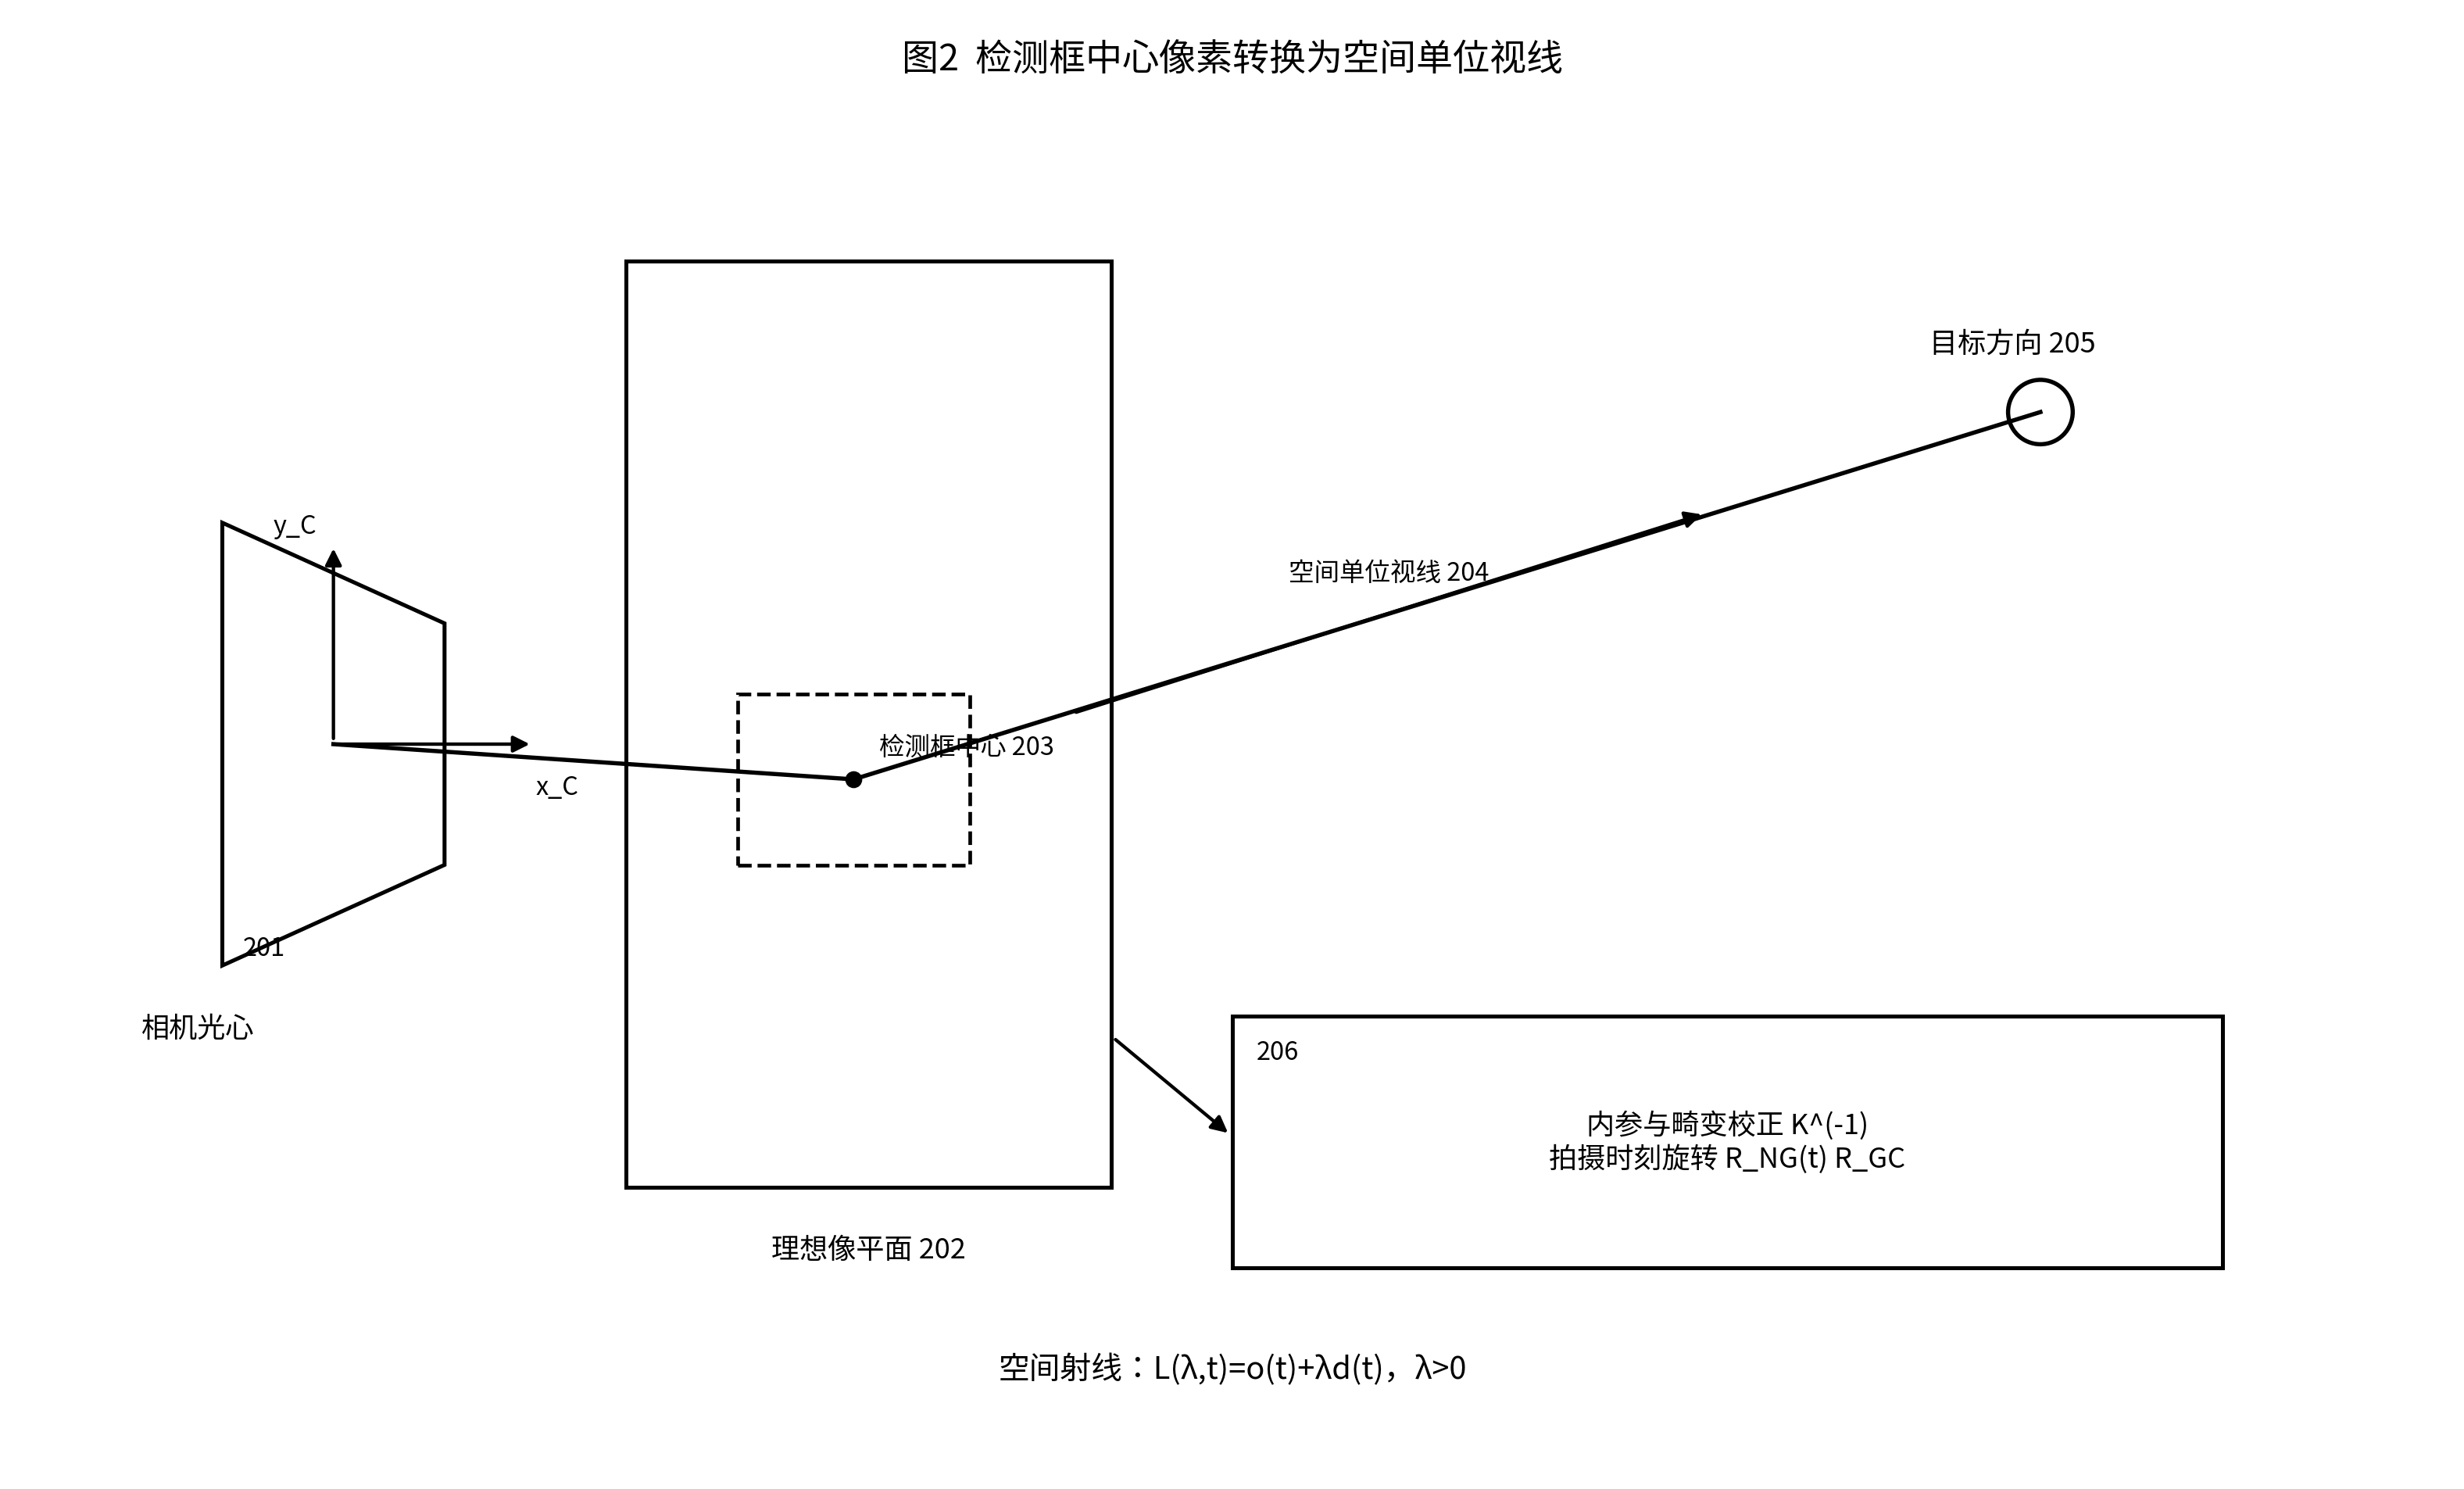 图2 检测框中心像素转换为空间单位视线
目标方向 205
y_C
空间单位视线 204
检测框中心 203
x_C
201
相机光心
206
内参与畸变校正 K^(-1)
拍摄时刻旋转 R_NG(t) R_GC
理想像平面 202
空间射线：L(λ,t)=o(t)+λd(t)，λ>0